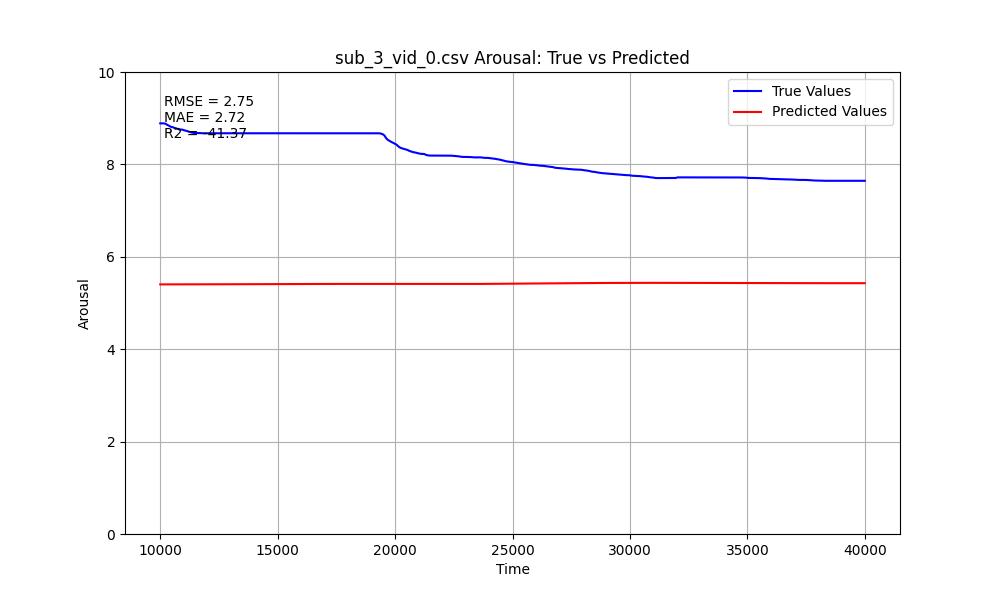 sub_3_vid_0.csv Arousal: True vs Predicted
RMSE = 2.75
MAE = 2.72
R2 = -41.37
True Values
Predicted Values
10
8
6
4
2
0
Arousal
10000 15000 20000 25000 30000 35000 40000
Time